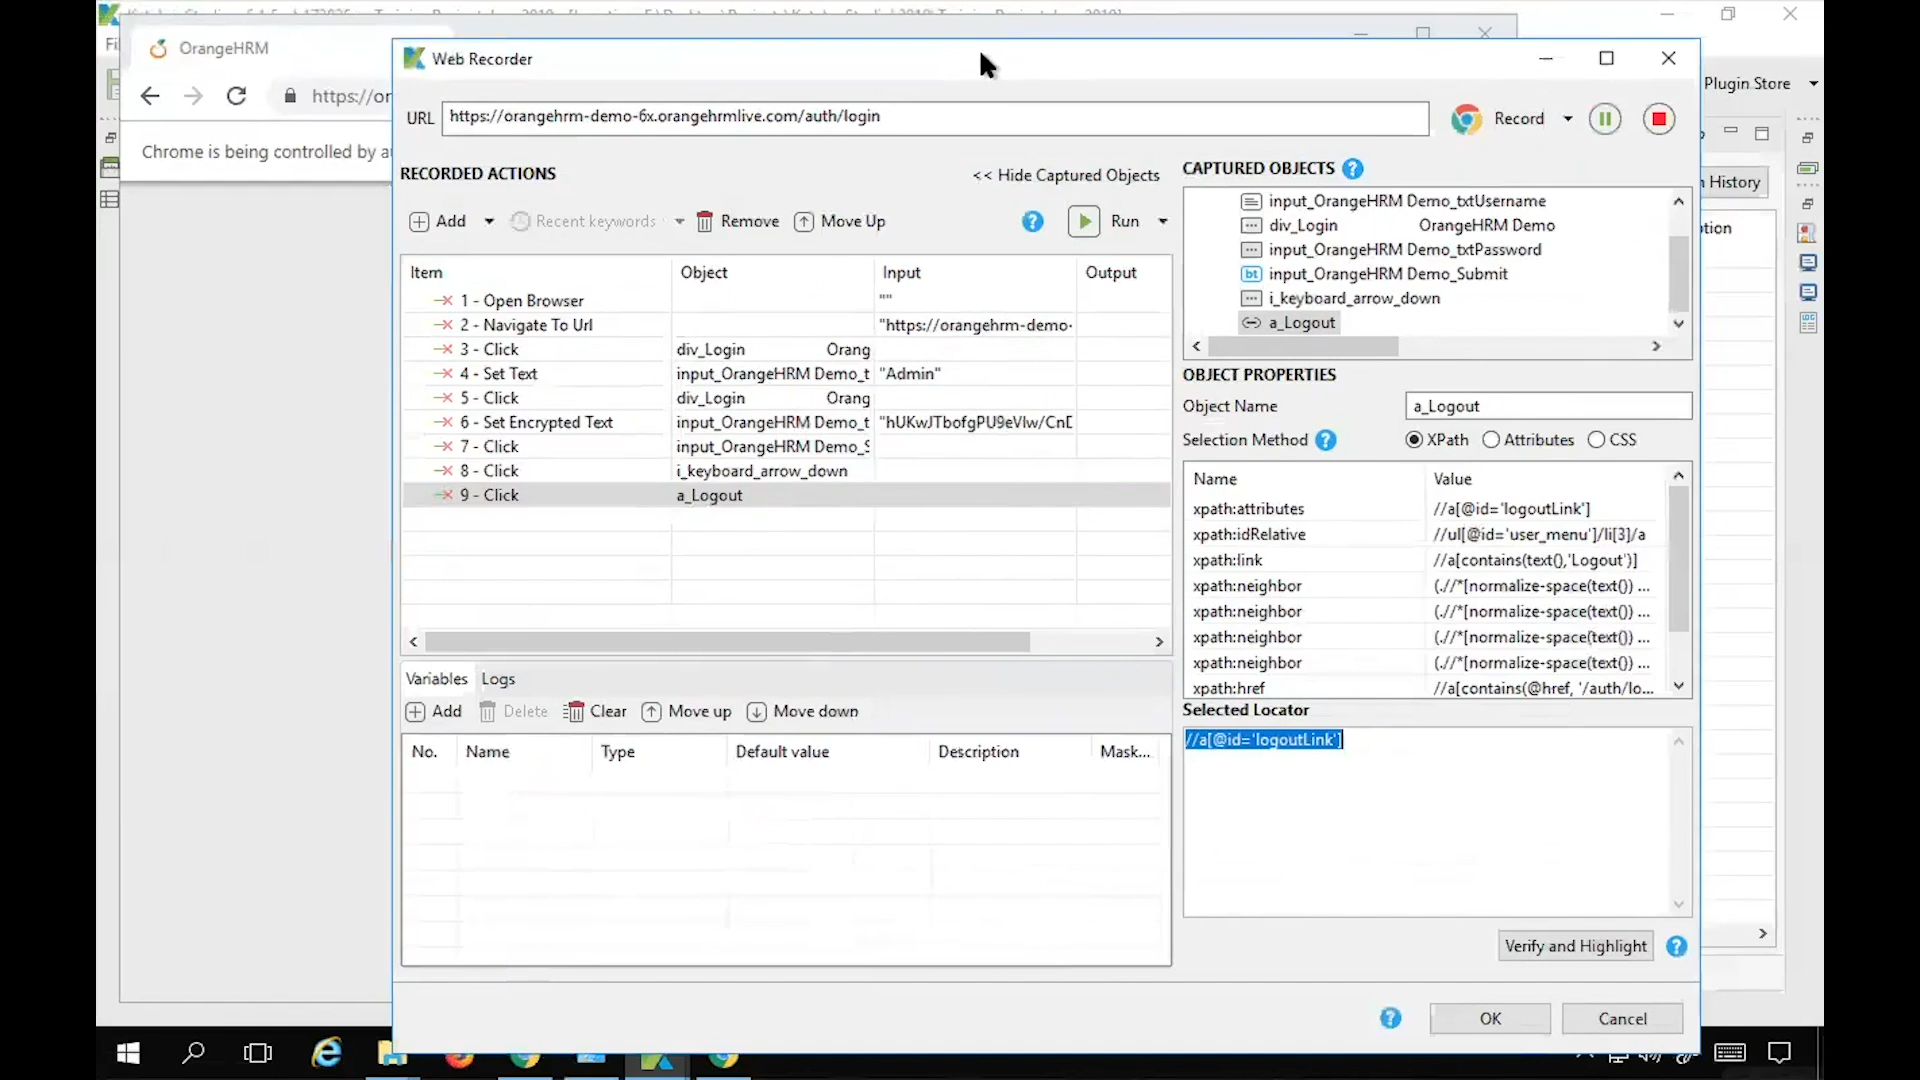 OrangeHRM
Web Recorder
https://or
Plugin Store
URL
https://orangehrm-demo-6x.orangehrmlive.com/auth/login
Record
Chrome is being controlled by au
RECORDED ACTIONS
<< Hide Captured Objects
CAPTURED OBJECTS
History
Add
Recent keywords
Remove
Move Up
Run
input_OrangeHRM Demo_txtUsername
div_Login OrangeHRM Demo
input_OrangeHRM Demo_txtPassword
input_OrangeHRM Demo_Submit
i_keyboard_arrow_down
a_Logout
Item Object Input Output
1 - Open Browser ""
2 - Navigate To Url "https://orangehrm-demo-
3 - Click div_Login Orang
4 - Set Text input_OrangeHRM Demo_t "Admin"
5 - Click div_Login Orang
6 - Set Encrypted Text input_OrangeHRM Demo_t "hUKwJTbofgPU9eVlw/CnD
7 - Click input_OrangeHRM Demo_S
8 - Click i_keyboard_arrow_down
9 - Click a_Logout
OBJECT PROPERTIES
Object Name a_Logout
Selection Method XPath Attributes CSS
Name Value
xpath:attributes //a[@id='logoutLink']
xpath:idRelative //ul[@id='user_menu']/li[3]/a
xpath:link //a[contains(text(),'Logout')]
xpath:neighbor (.//*[normalize-space(text()) ...
xpath:neighbor (.//*[normalize-space(text()) ...
xpath:neighbor (.//*[normalize-space(text()) ...
xpath:neighbor (.//*[normalize-space(text()) ...
xpath:href //a[contains(@href, '/auth/lo...
Selected Locator
//a[@id='logoutLink']
Variables Logs
Add Delete Clear Move up Move down
No. Name Type Default value Description Mask...
Verify and Highlight
OK Cancel